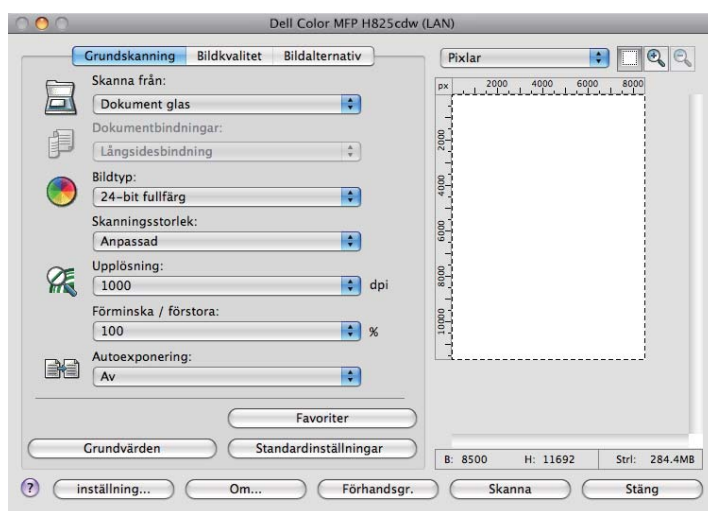 Dell Color MFP H825cdw (LAN)
Grundskanning Bildkvalitet Bildalternativ
Skanna från:
Dokument glas
Dokumentbindningar:
Långsidesbindning
Bildtyp:
24-bit fullfärg
Skanningsstorlek:
Anpassad
Upplösning:
1000 dpi
Förminska / förstora:
100 %
Autoexponering:
Av
Favoriter
Grundvärden Standardinställningar
Pixlar
px 2000 4000 6000 8000
2000
4000
6000
8000
10000
B: 8500 H: 11692 Strl: 284.4MB
? inställning... Om... Förhandsgr. Skanna Stäng